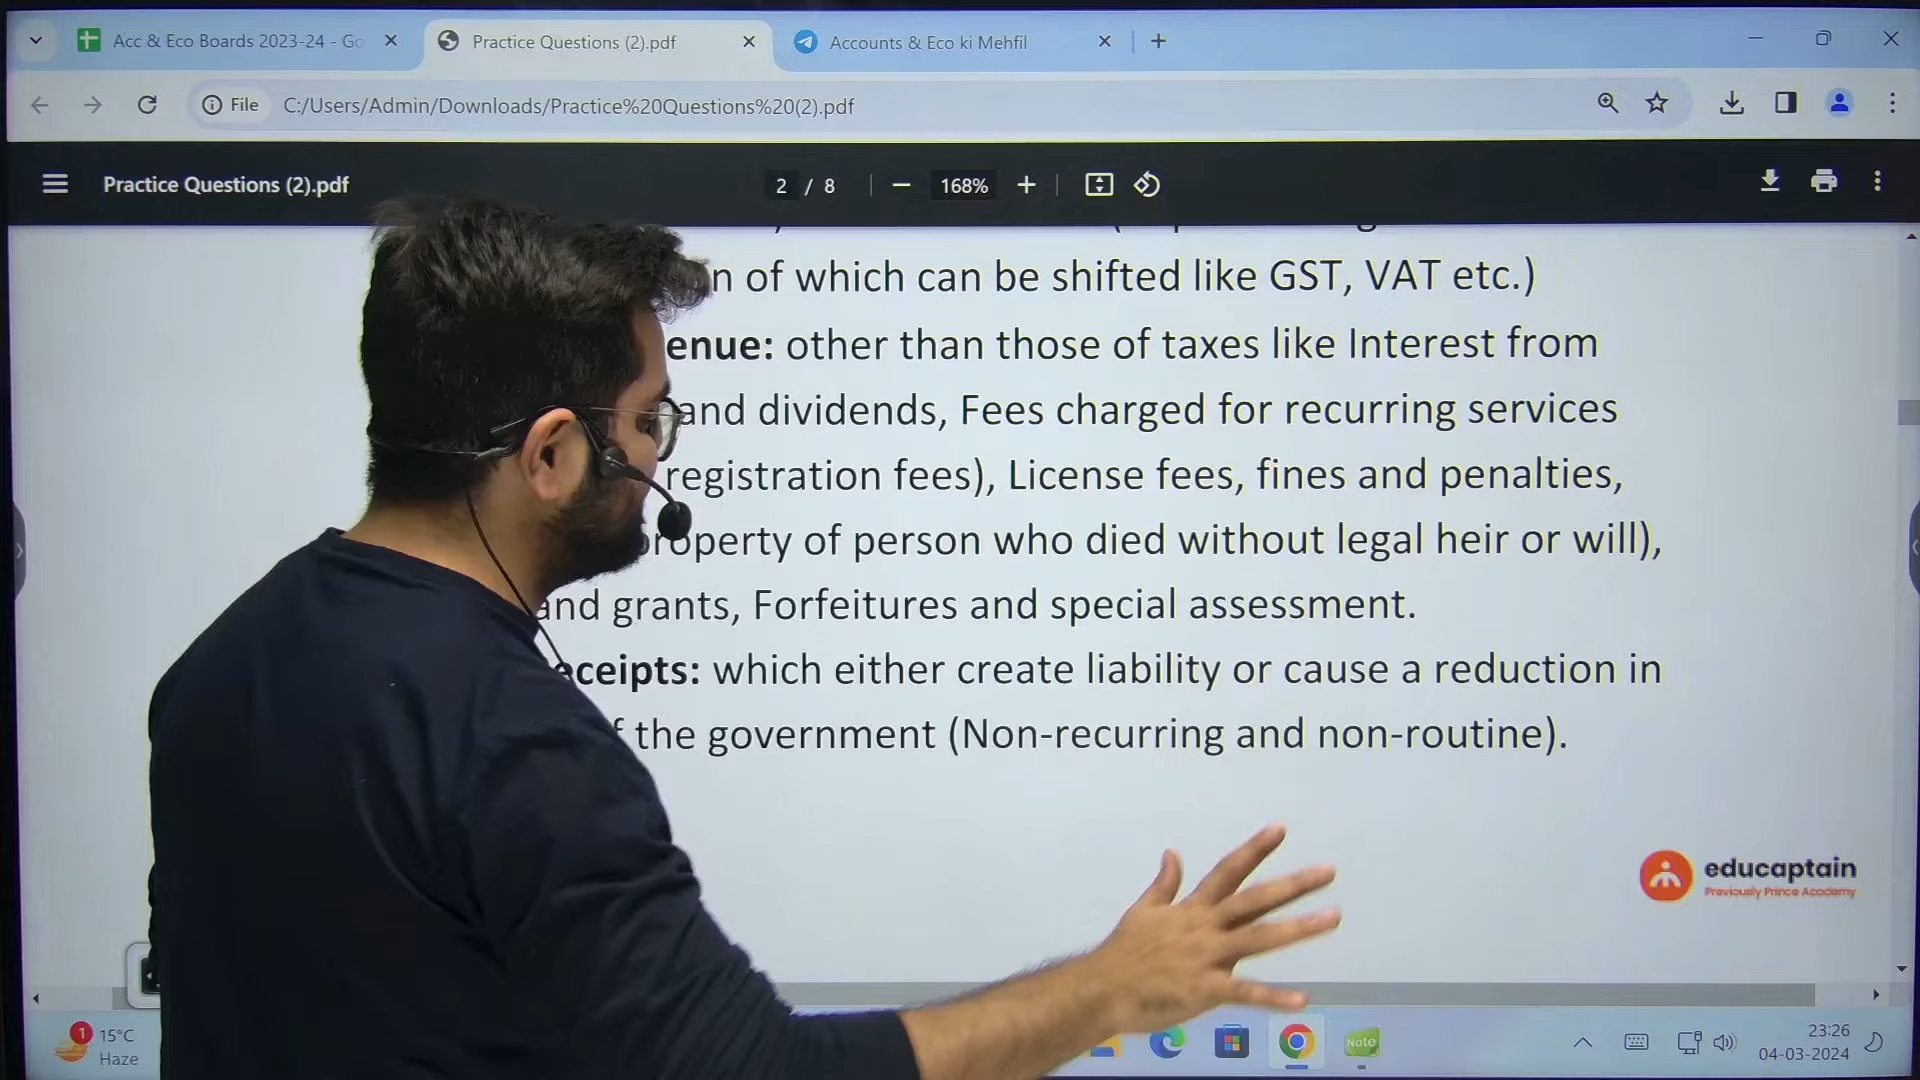 Acc & Eco Boards 2023-24 - Go
Practice Questions (2).pdf
Accounts & Eco ki Mehfil
File
C:/Users/Admin/Downloads/Practice%20Questions%20(2).pdf
Practice Questions (2).pdf
2 / 8
168%
n of which can be shifted like GST, VAT etc.)
enue: other than those of taxes like Interest from
and dividends, Fees charged for recurring services
registration fees), License fees, fines and penalties,
property of person who died without legal heir or will),
and grants, Forfeitures and special assessment.
eceipts: which either create liability or cause a reduction in
f the government (Non-recurring and non-routine).
educaptain
Previously Prince Academy
1
15°C
Haze
Note
23:26
04-03-2024